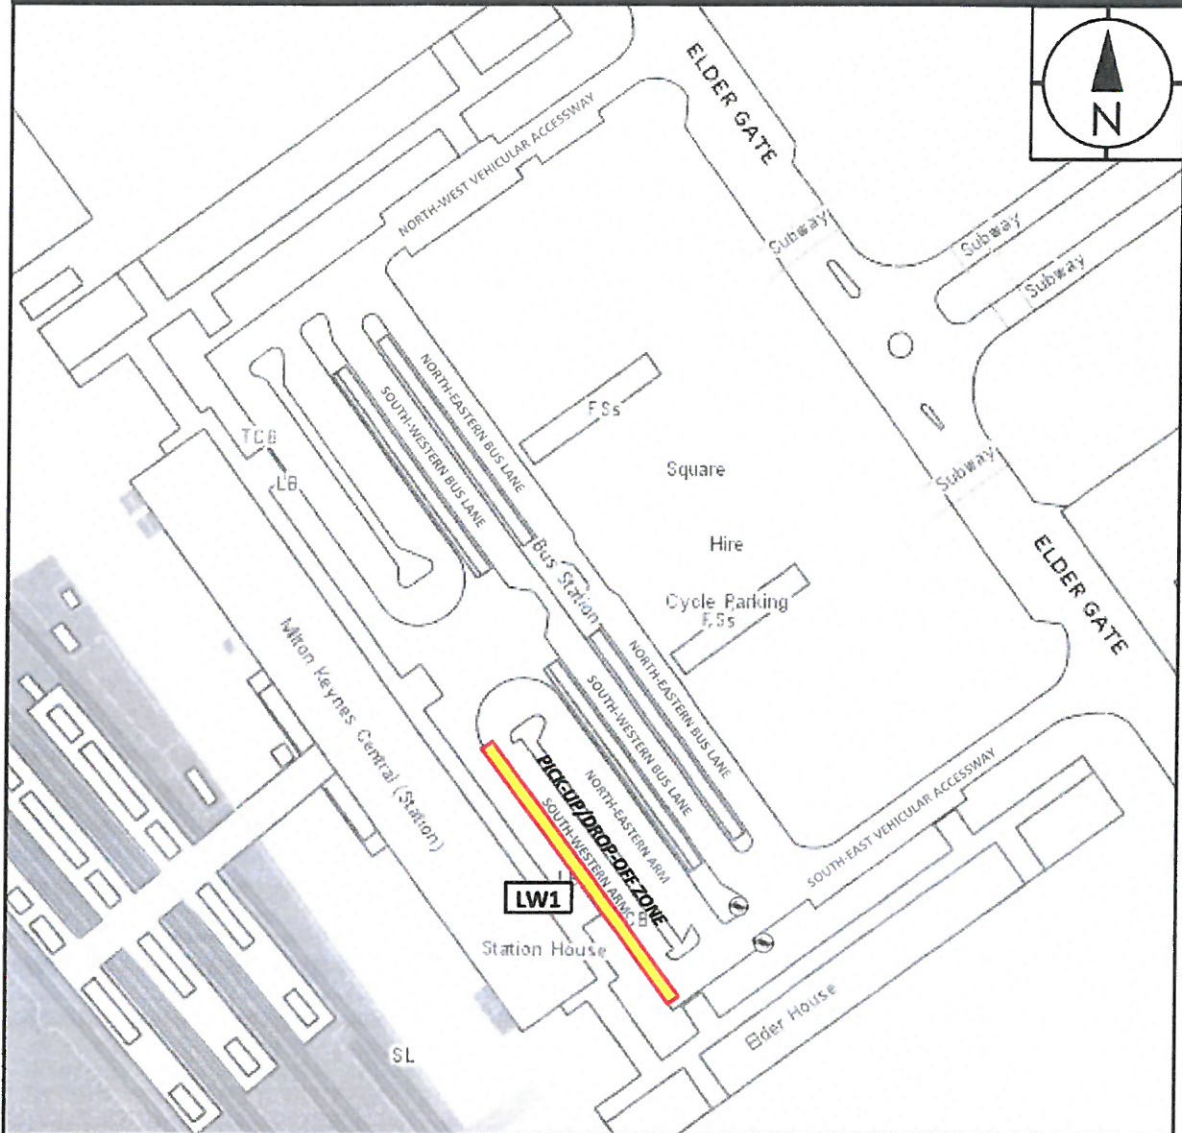 ELDER GATE
N
NORTH-WEST VEHICULAR ACCESSWAY
Subway
Subway
Subway
NORTH-EASTERN BUS LANE
SOUTH-WESTERN BUS LANE
FSs
TCB
LB
Square
Subway
Bus Station
Hire
Cycle Parking
FSs
ELDER GATE
Milton Keynes Central (Station)
NORTH-EASTERN BUS LANE
SOUTH-WESTERN BUS LANE
NORTH-EASTERN ARM
PICK-UP/DROP-OFF ZONE
SOUTH-WESTERN ARM
SOUTH-EAST VEHICULAR ACCESSWAY
LW1
CB
Station House
Elder House
SL